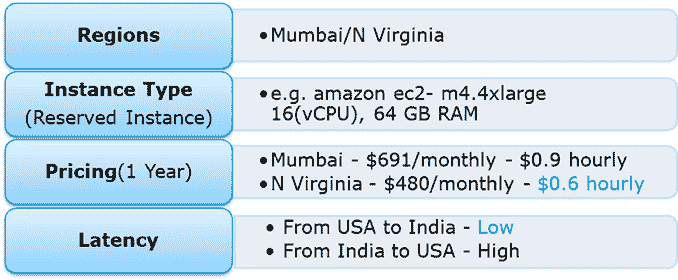 Regions
•Mumbai/N Virginia
Instance Type
(Reserved Instance)
•e.g. amazon ec2- m4.4xlarge
16(vCPU), 64 GB RAM
Pricing(1 Year)
•Mumbai - $691/monthly - $0.9 hourly
•N Virginia - $480/monthly - $0.6 hourly
Latency
• From USA to India - Low
• From India to USA - High